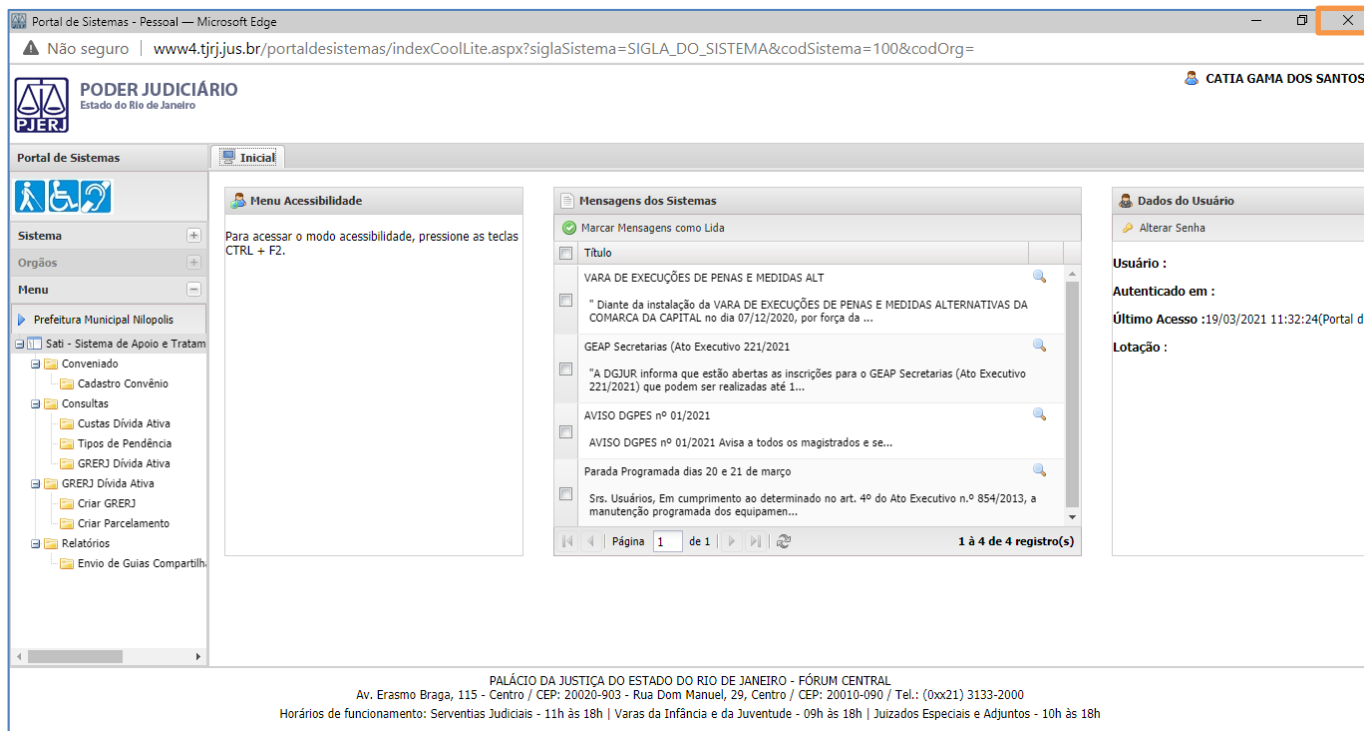 Portal de Sistemas - Pessoal — Microsoft Edge
Não seguro | www4.tjrj.jus.br/portaldesistemas/indexCoolLite.aspx?siglaSistema=SIGLA_DO_SISTEMA&codSistema=100&codOrg=
PJERJ
PODER JUDICIÁRIO
Estado do Rio de Janeiro
CATIA GAMA DOS SANTOS
Portal de Sistemas
Inicial
Sistema
Orgãos
Menu
Prefeitura Municipal Nilopolis
Sati - Sistema de Apoio e Tratam
Conveniado
Cadastro Convênio
Consultas
Custas Dívida Ativa
Tipos de Pendência
GRERJ Dívida Ativa
GRERJ Dívida Ativa
Criar GRERJ
Criar Parcelamento
Relatórios
Envio de Guias Compartilh
Menu Acessibilidade
Para acessar o modo acessibilidade, pressione as teclas
CTRL + F2.
Mensagens dos Sistemas
Marcar Mensagens como Lida
Título
VARA DE EXECUÇÕES DE PENAS E MEDIDAS ALT
" Diante da instalação da VARA DE EXECUÇÕES DE PENAS E MEDIDAS ALTERNATIVAS DA
COMARCA DA CAPITAL no dia 07/12/2020, por força da ...
GEAP Secretarias (Ato Executivo 221/2021
"A DGJUR informa que estão abertas as inscrições para o GEAP Secretarias (Ato Executivo
221/2021) que podem ser realizadas até 1...
AVISO DGPES nº 01/2021
AVISO DGPES nº 01/2021 Avisa a todos os magistrados e se...
Parada Programada dias 20 e 21 de março
Srs. Usuários, Em cumprimento ao determinado no art. 4º do Ato Executivo n.º 854/2013, a
manutenção programada dos equipamen...
Página 1 de 1
1 à 4 de 4 registro(s)
Dados do Usuário
Alterar Senha
Usuário :
Autenticado em :
Último Acesso :19/03/2021 11:32:24(Portal d
Lotação :
PALÁCIO DA JUSTIÇA DO ESTADO DO RIO DE JANEIRO - FÓRUM CENTRAL
Av. Erasmo Braga, 115 - Centro / CEP: 20020-903 - Rua Dom Manuel, 29, Centro / CEP: 20010-090 / Tel.: (0xx21) 3133-2000
Horários de funcionamento: Serventias Judiciais - 11h às 18h | Varas da Infância e da Juventude - 09h às 18h | Juizados Especiais e Adjuntos - 10h às 18h